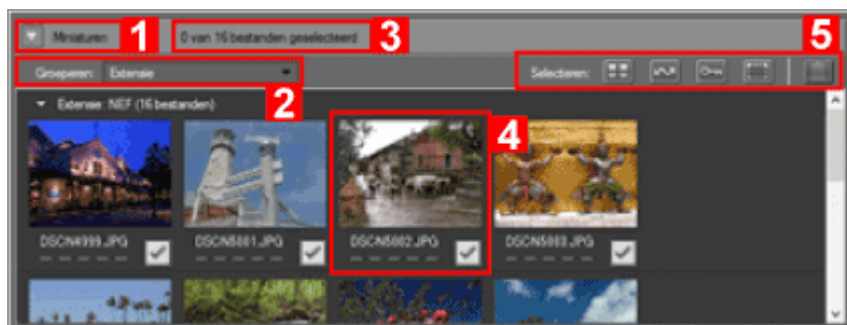 Miniaturen 1 0 van 16 bestanden geselecteerd 3 5
Groeperen: Extensie 2 Selecteren:
Extensie: NEF (16 bestanden)
4
DSCN4999.JPG DSCN5001.JPG DSCN5002.JPG DSCN5003.JPG